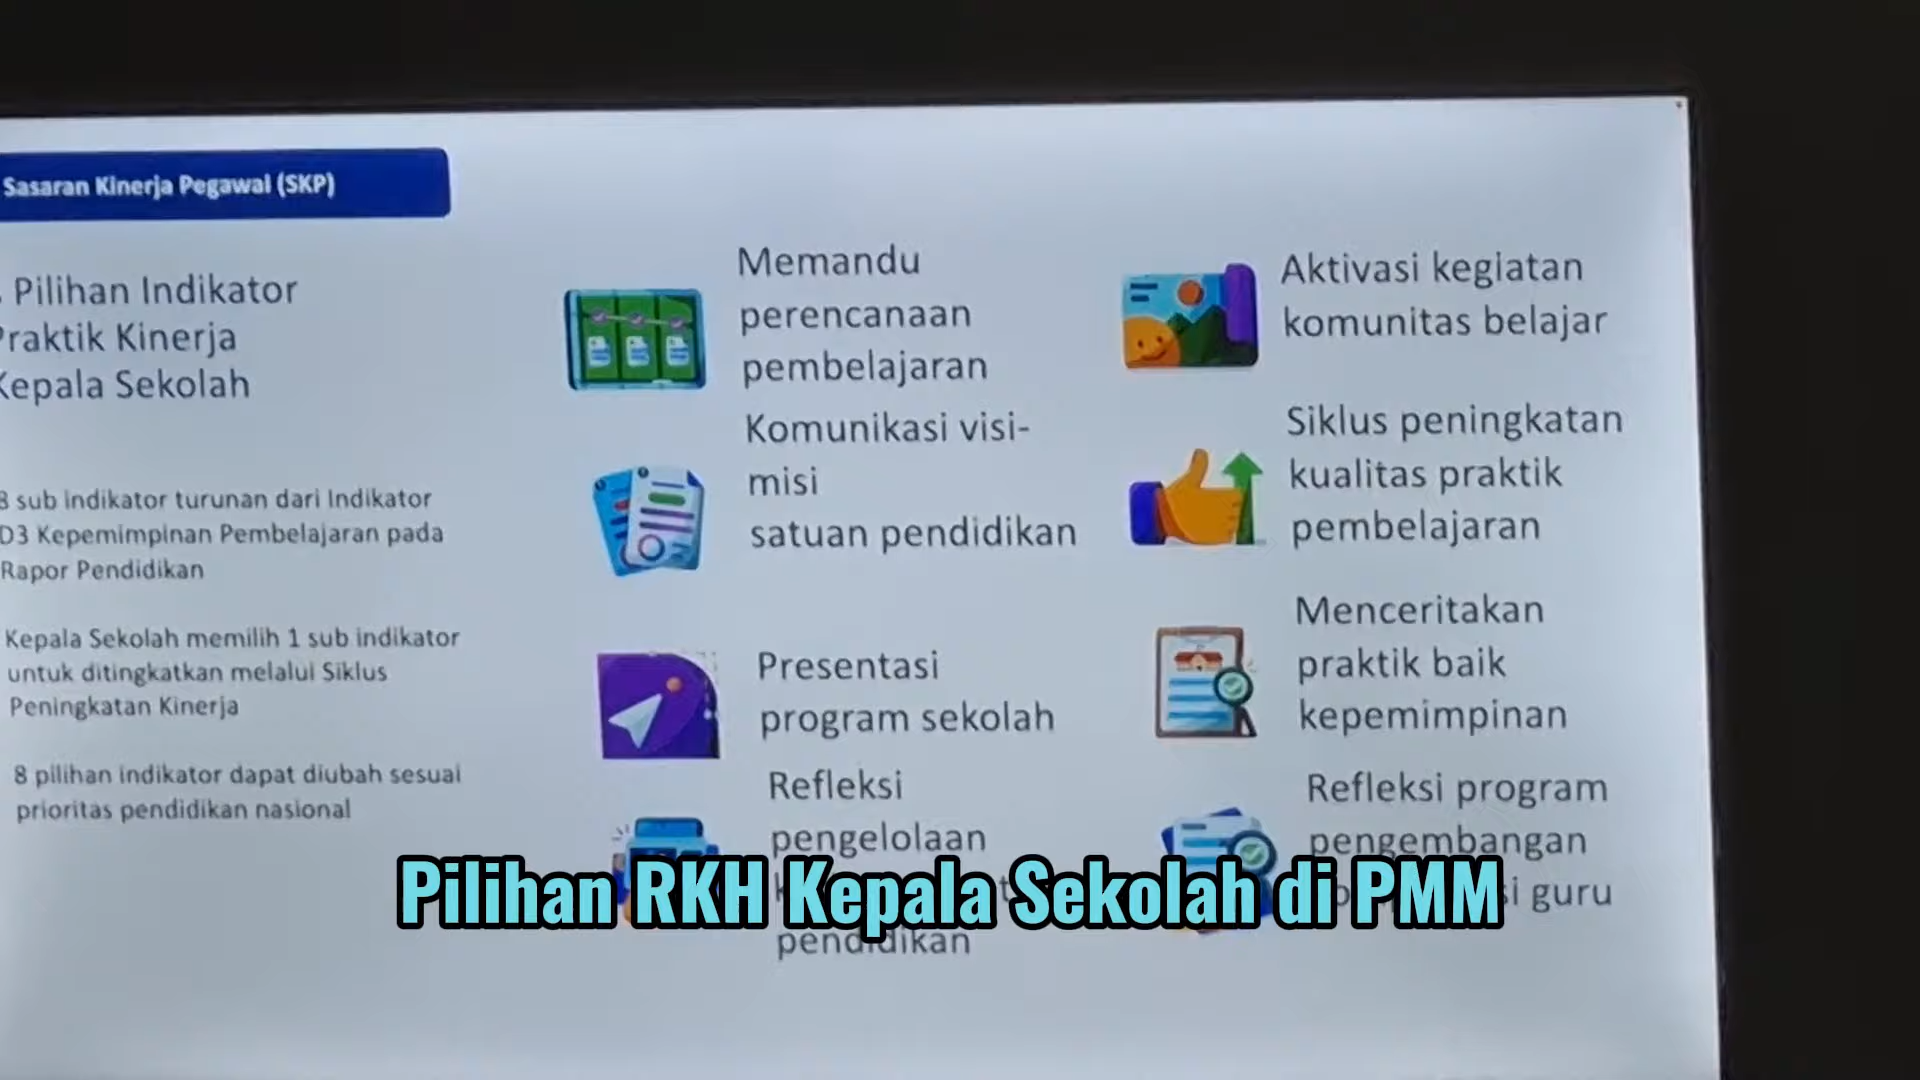 Sasaran Kinerja Pegawai (SKP)
Pilihan Indikator
Praktik Kinerja
Kepala Sekolah
8 sub indikator turunan dari Indikator
D3 Kepemimpinan Pembelajaran pada
Rapor Pendidikan
Kepala Sekolah memilih 1 sub indikator
untuk ditingkatkan melalui Siklus
Peningkatan Kinerja
8 pilihan indikator dapat diubah sesuai
prioritas pendidikan nasional
Memandu
perencanaan
pembelajaran
Komunikasi visi-
misi
satuan pendidikan
Presentasi
program sekolah
Refleksi
pengelolaan
pendidikan
Aktivasi kegiatan
komunitas belajar
Siklus peningkatan
kualitas praktik
pembelajaran
Menceritakan
praktik baik
kepemimpinan
Refleksi program
pengembangan
guru
Pilihan RKH Kepala Sekolah di PMM